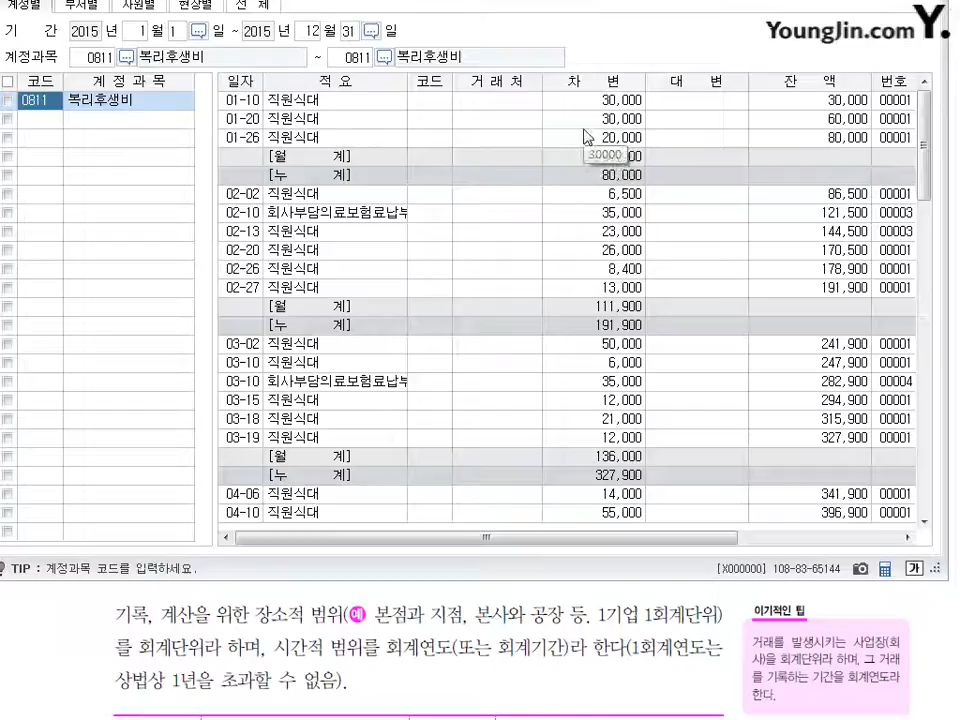 계정별 부서별 사원별 현장별 전 체
기 간 2015 년 1 월 1 일 ~ 2015 년 12 월 31 일
YoungJin.com Y.
계정과목 0811 복리후생비 ~ 0811 복리후생비
코드 계 정 과 목
0811 복리후생비
일자 적 요 코드 거 래 처 차 변 대 변 잔 액 번호
01-10 직원식대 30,000 30,000 00001
01-20 직원식대 30,000 60,000 00001
01-26 직원식대 20,000 80,000 00001
[월 계]
30000
[누 계] 80,000
02-02 직원식대 6,500 86,500 00001
02-10 회사부담의료보험료납부 35,000 121,500 00003
02-13 직원식대 23,000 144,500 00003
02-20 직원식대 26,000 170,500 00001
02-26 직원식대 8,400 178,900 00001
02-27 직원식대 13,000 191,900 00001
[월 계] 111,900
[누 계] 191,900
03-02 직원식대 50,000 241,900 00001
03-10 직원식대 6,000 247,900 00001
03-10 회사부담의료보험료납부 35,000 282,900 00004
03-15 직원식대 12,000 294,900 00001
03-18 직원식대 21,000 315,900 00001
03-19 직원식대 12,000 327,900 00001
[월 계] 136,000
[누 계] 327,900
04-06 직원식대 14,000 341,900 00001
04-10 직원식대 55,000 396,900 00001
TIP : 계정과목 코드를 입력하세요. [X000000] 108-83-65144 가
기록, 계산을 위한 장소적 범위(예 본점과 지점, 본사와 공장 등. 1기업 1회계단위)
를 회계단위라 하며, 시간적 범위를 회계연도(또는 회계기간)라 한다(1회계연도는
상법상 1년을 초과할 수 없음).
이기적인 팁
거래를 발생시키는 사업장(회
사)을 회계단위라 하며, 그 거래
를 기록하는 기간을 회계연도라
한다.